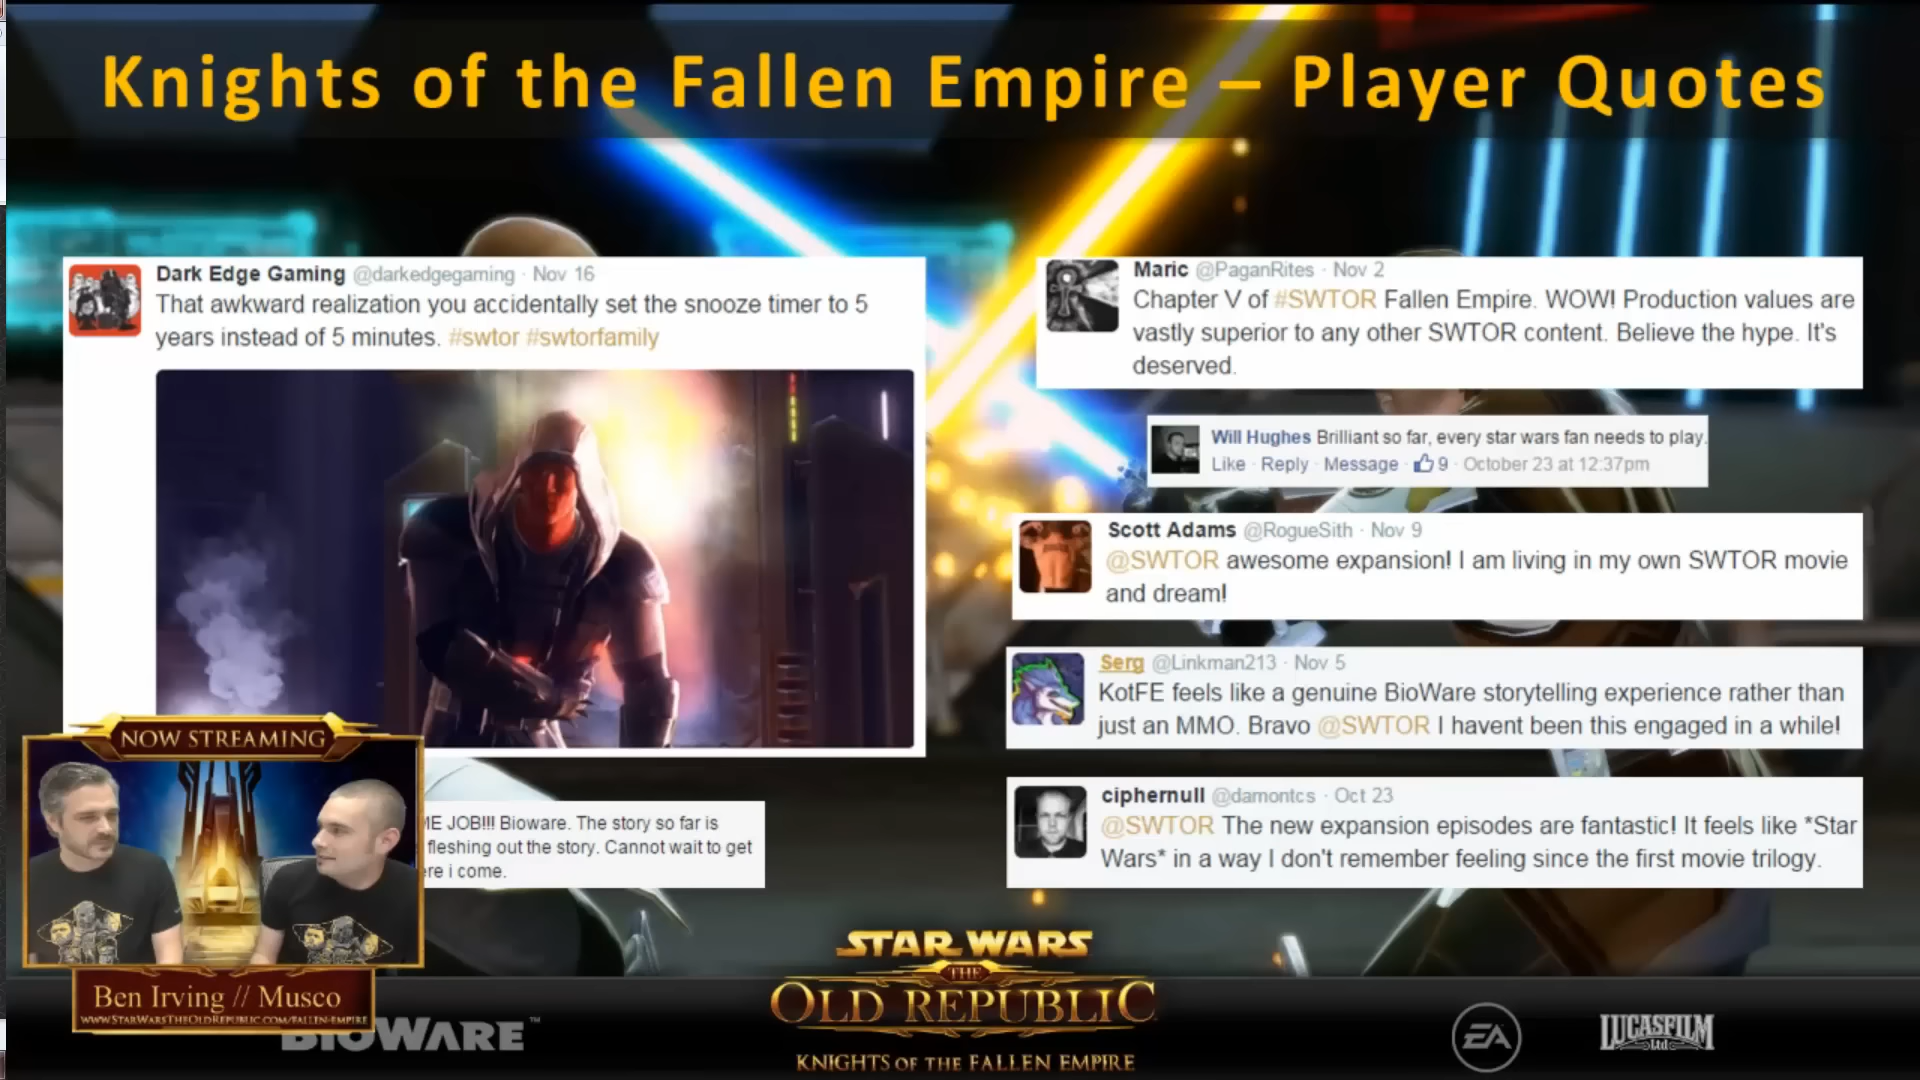 Knights of the Fallen Empire – Player Quotes
Dark Edge Gaming @darkedgegaming · Nov 16
That awkward realization you accidentally set the snooze timer to 5
years instead of 5 minutes. #swtor #swtorfamily
Maric @PaganRites · Nov 2
Chapter V of #SWTOR Fallen Empire. WOW! Production values are
vastly superior to any other SWTOR content. Believe the hype. It's
deserved.
Will Hughes Brilliant so far, every star wars fan needs to play.
Like · Reply · Message · 9 · October 23 at 12:37pm
Scott Adams @RogueSith · Nov 9
@SWTOR awesome expansion! I am living in my own SWTOR movie
and dream!
Serg @Linkman213 · Nov 5
KotFE feels like a genuine BioWare storytelling experience rather than
just an MMO. Bravo @SWTOR I havent been this engaged in a while!
ciphernull @damontcs · Oct 23
@SWTOR The new expansion episodes are fantastic! It feels like *Star
Wars* in a way I don't remember feeling since the first movie trilogy.
NOW STREAMING
JOB!!! Bioware. The story so far is
fleshing out the story. Cannot wait to get
i come.
Ben Irving // Musco
www.StarWarsTheOldRepublic.com/fallen-empire
BIOWARE™
STAR WARS
THE
OLD REPUBLIC
KNIGHTS OF THE FALLEN EMPIRE
EA
LUCASFILM
Ltd